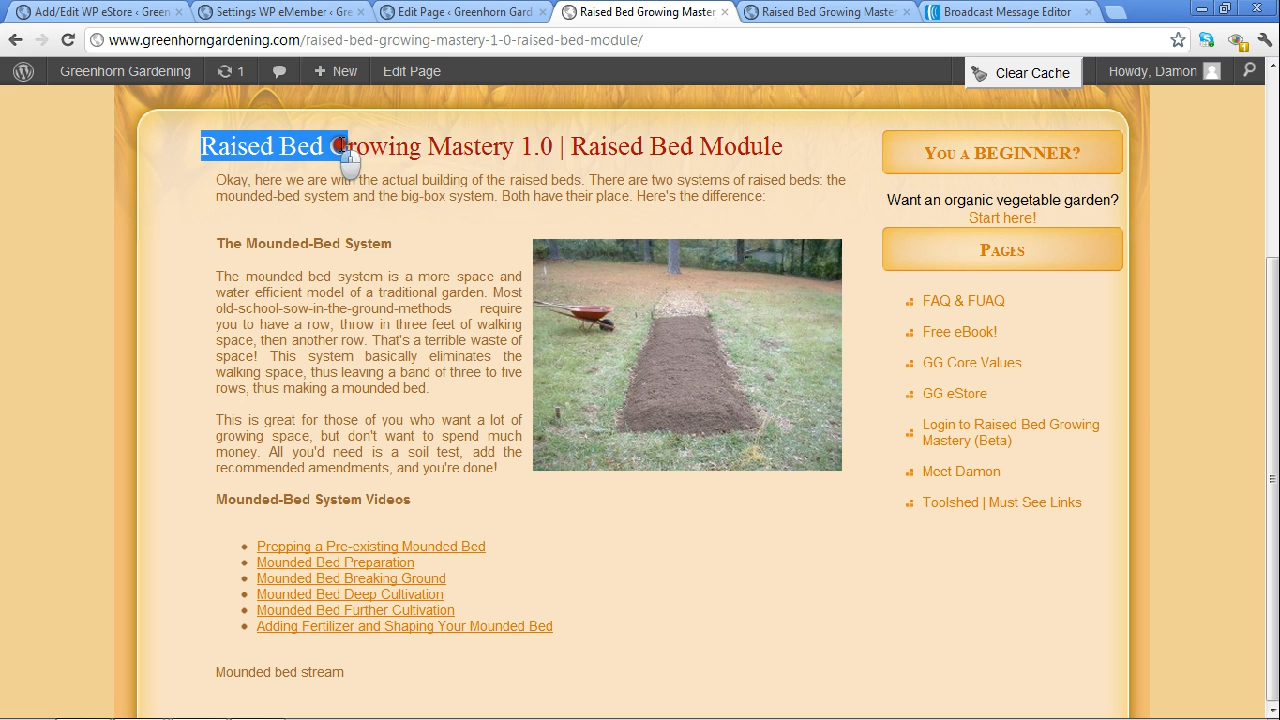 Add/Edit WP eStore ‹ Green
Settings WP eMember ‹ Gre
Edit Page ‹ Greenhorn Gard
Raised Bed Growing Master
Raised Bed Growing Master
Broadcast Message Editor
www.greenhorngardening.com/raised-bed-growing-mastery-1-0-raised-bed-module/
Greenhorn Gardening
1
New
Edit Page
Clear Cache
Howdy, Damon
Raised Bed Growing Mastery 1.0 | Raised Bed Module
Okay, here we are with the actual building of the raised beds. There are two systems of raised beds: the
mounded-bed system and the big-box system. Both have their place. Here's the difference:
The Mounded-Bed System
The mounded bed system is a more space and
water efficient model of a traditional garden. Most
old-school-sow-in-the-ground-methods require
you to have a row, throw in three feet of walking
space, then another row. That's a terrible waste of
space! This system basically eliminates the
walking space, thus leaving a band of three to five
rows, thus making a mounded bed.
This is great for those of you who want a lot of
growing space, but don't want to spend much
money. All you'd need is a soil test, add the
recommended amendments, and you're done!
Mounded-Bed System Videos
Prepping a Pre-existing Mounded Bed
Mounded Bed Preparation
Mounded Bed Breaking Ground
Mounded Bed Deep Cultivation
Mounded Bed Further Cultivation
Adding Fertilizer and Shaping Your Mounded Bed
Mounded bed stream
You a BEGINNER?
Want an organic vegetable garden?
Start here!
Pages
FAQ & FUAQ
Free eBook!
GG Core Values
GG eStore
Login to Raised Bed Growing
Mastery (Beta)
Meet Damon
Toolshed | Must See Links